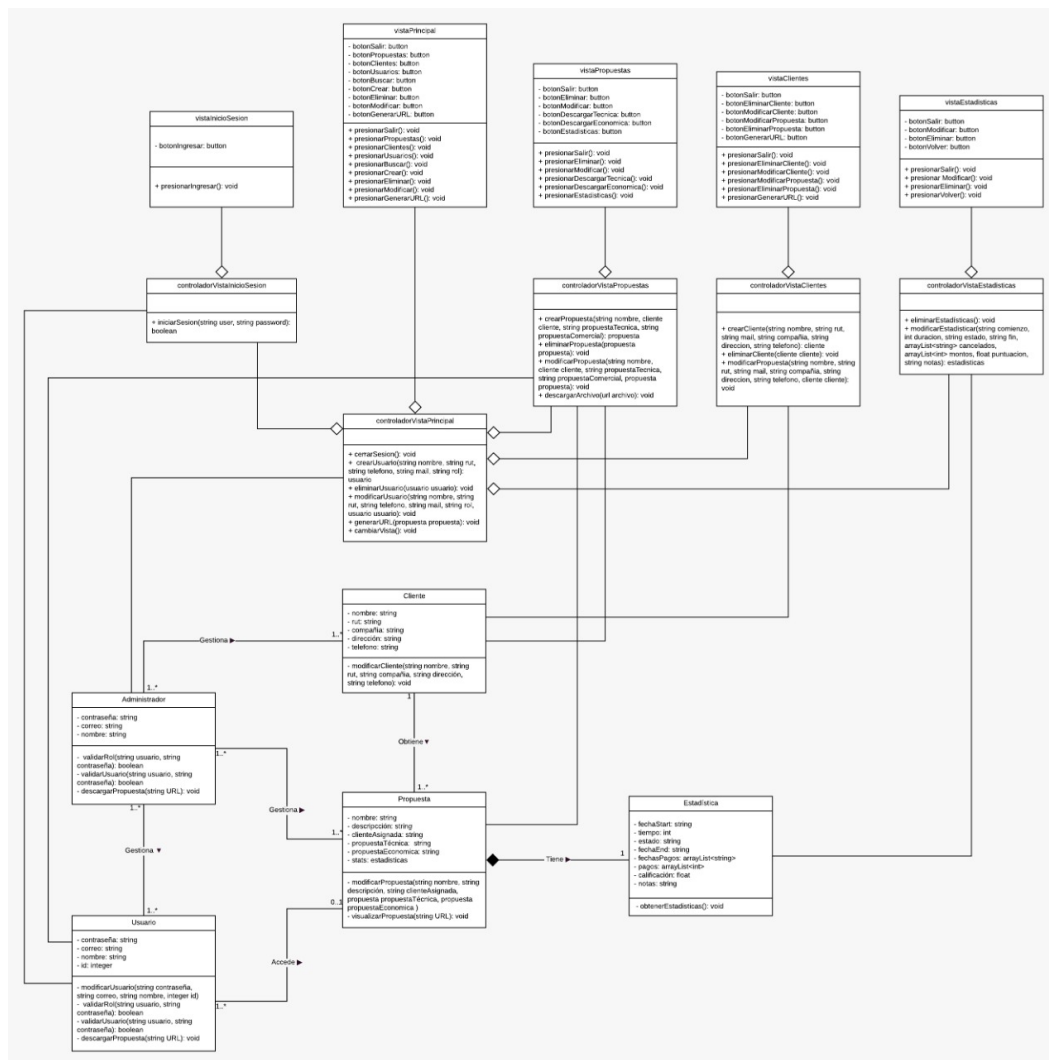 vistaPrincipal
- botonSalir: button
- botonPropuestas: button
- botonClientes: button
- botonUsuarios: button
- botonBuscar: button
- botonCrear: button
- botonEliminar: button
- botonModificar: button
- botonGenerarURL: button
+ presionarSalir(): void
+ presionarPropuestas(): void
+ presionarClientes(): void
+ presionarUsuarios(): void
+ presionarBuscar(): void
+ presionarCrear(): void
+ presionarEliminar(): void
+ presionarModificar(): void
+ presionarGenerarURL(): void
vistaPropuestas
- botonSalir: button
- botonEliminar: button
- botonModificar: button
- botonDescargarTecnica: button
- botonDescargarEconomica: button
- botonEstadisticas: button
+ presionarSalir(): void
+ presionarEliminar(): void
+ presionarModificar(): void
+ presionarDescargarTecnica(): void
+ presionarDescargarEconomica(): void
+ presionarEstadisticas(): void
vistaClientes
- botonSalir: button
- botonEliminarCliente: button
- botonModificarCliente: button
- botonModificarPropuesta: button
- botonEliminarPropuesta: button
- botonGenerarURL: button
+ presionarSalir(): void
+ presionarEliminarCliente(): void
+ presionarModificarCliente(): void
+ presionarModificarPropuesta(): void
+ presionarEliminarPropuesta(): void
+ presionarGenerarURL(): void
vistaEstadisticas
- botonSalir: button
- botonModificar: button
- botonEliminar: button
- botonVolver: button
+ presionarSalir(): void
+ presionar Modificar(): void
+ presionarEliminar(): void
+ presionarVolver(): void
vistaInicioSesion
- botonIngresar: button
+ presionarIngresar(): void
controladorVistaInicioSesion
+ iniciarSesion(string user, string password):
boolean
controladorVistaPropuestas
+ crearPropuesta(string nombre, cliente
cliente, string propuestaTecnica, string
propuestaComercial): propuesta
+ eliminarPropuesta(propuesta
propuesta): void
+ modificarPropuesta(string nombre,
cliente cliente, string propuestaTecnica,
string propuestaComercial, propuesta
propuesta): void
+ descargarArchivo(url archivo): void
controladorVistaClientes
+ crearCliente(string nombre, string rut,
string mail, string compañia, string
direccion, string telefono): cliente
+ eliminarCliente(cliente cliente): void
+ modificarPropuesta(string nombre, string
rut, string mail, string compañia, string
direccion, string telefono, cliente cliente):
void
controladorVistaEstadisticas
+ eliminarEstadísticas(): void
+ modificarEstadisticar(string comienzo,
int duracion, string estado, string fin,
arrayList<string> cancelados,
arrayList<int> montos, float puntuacion,
string notas): estadisticas
controladorVistaPrincipal
+ cerrarSesion(): void
+ crearUsuario(string nombre, string rut,
string telefono, string mail, string rol):
usuario
+ eliminarUsuario(usuario usuario): void
+ modificarUsuario(string nombre, string
rut, string telefono, string mail, string rol,
usuario usuario): void
+ generarURL(propuesta propuesta): void
+ cambiarVista(): void
Cliente
- nombre: string
- rut: string
- compañia: string
- dirección: string
- telefono: string
- modificarCliente(string nombre, string
rut, string compañia, string dirección,
string telefono): void
Gestiona ►
1..*
1..*
Administrador
- contraseña: string
- correo: string
- nombre: string
- validarRol(string usuario, string
contraseña): boolean
- validarUsuario(string usuario, string
contraseña): boolean
- descargarPropuesta(string URL): void
1
Obtiene ▼
1..*
1..*
Gestiona ►
1..*
Propuesta
- nombre: string
- descripcción: string
- clienteAsignada: string
- propuestaTécnica: string
- propuestaEconomica: string
- stats: estadisticas
- modificarPropuesta(string nombre, string
descripción, string clienteAsignada,
propuesta propuestaTécnica, propuesta
propuestaEconomica )
- visualizarPropuesta(string URL): void
Tiene ►
1
Estadística
- fechaStart: string
- tiempo: int
- estado: string
- fechaEnd: string
- fechasPagos: arrayList<string>
- pagos: arrayList<int>
- calificación: float
- notas: string
- obtenerEstadisticas(): void
1..*
Gestiona ▼
1..*
Usuario
- contraseña: string
- correo: string
- nombre: string
- id: integer
- modificarUsuario(string contraseña,
string correo, string nombre, integer id)
- validarRol(string usuario, string
contraseña): boolean
- validarUsuario(string usuario, string
contraseña): boolean
- descargarPropuesta(string URL): void
0..1
Accede ►
1..*